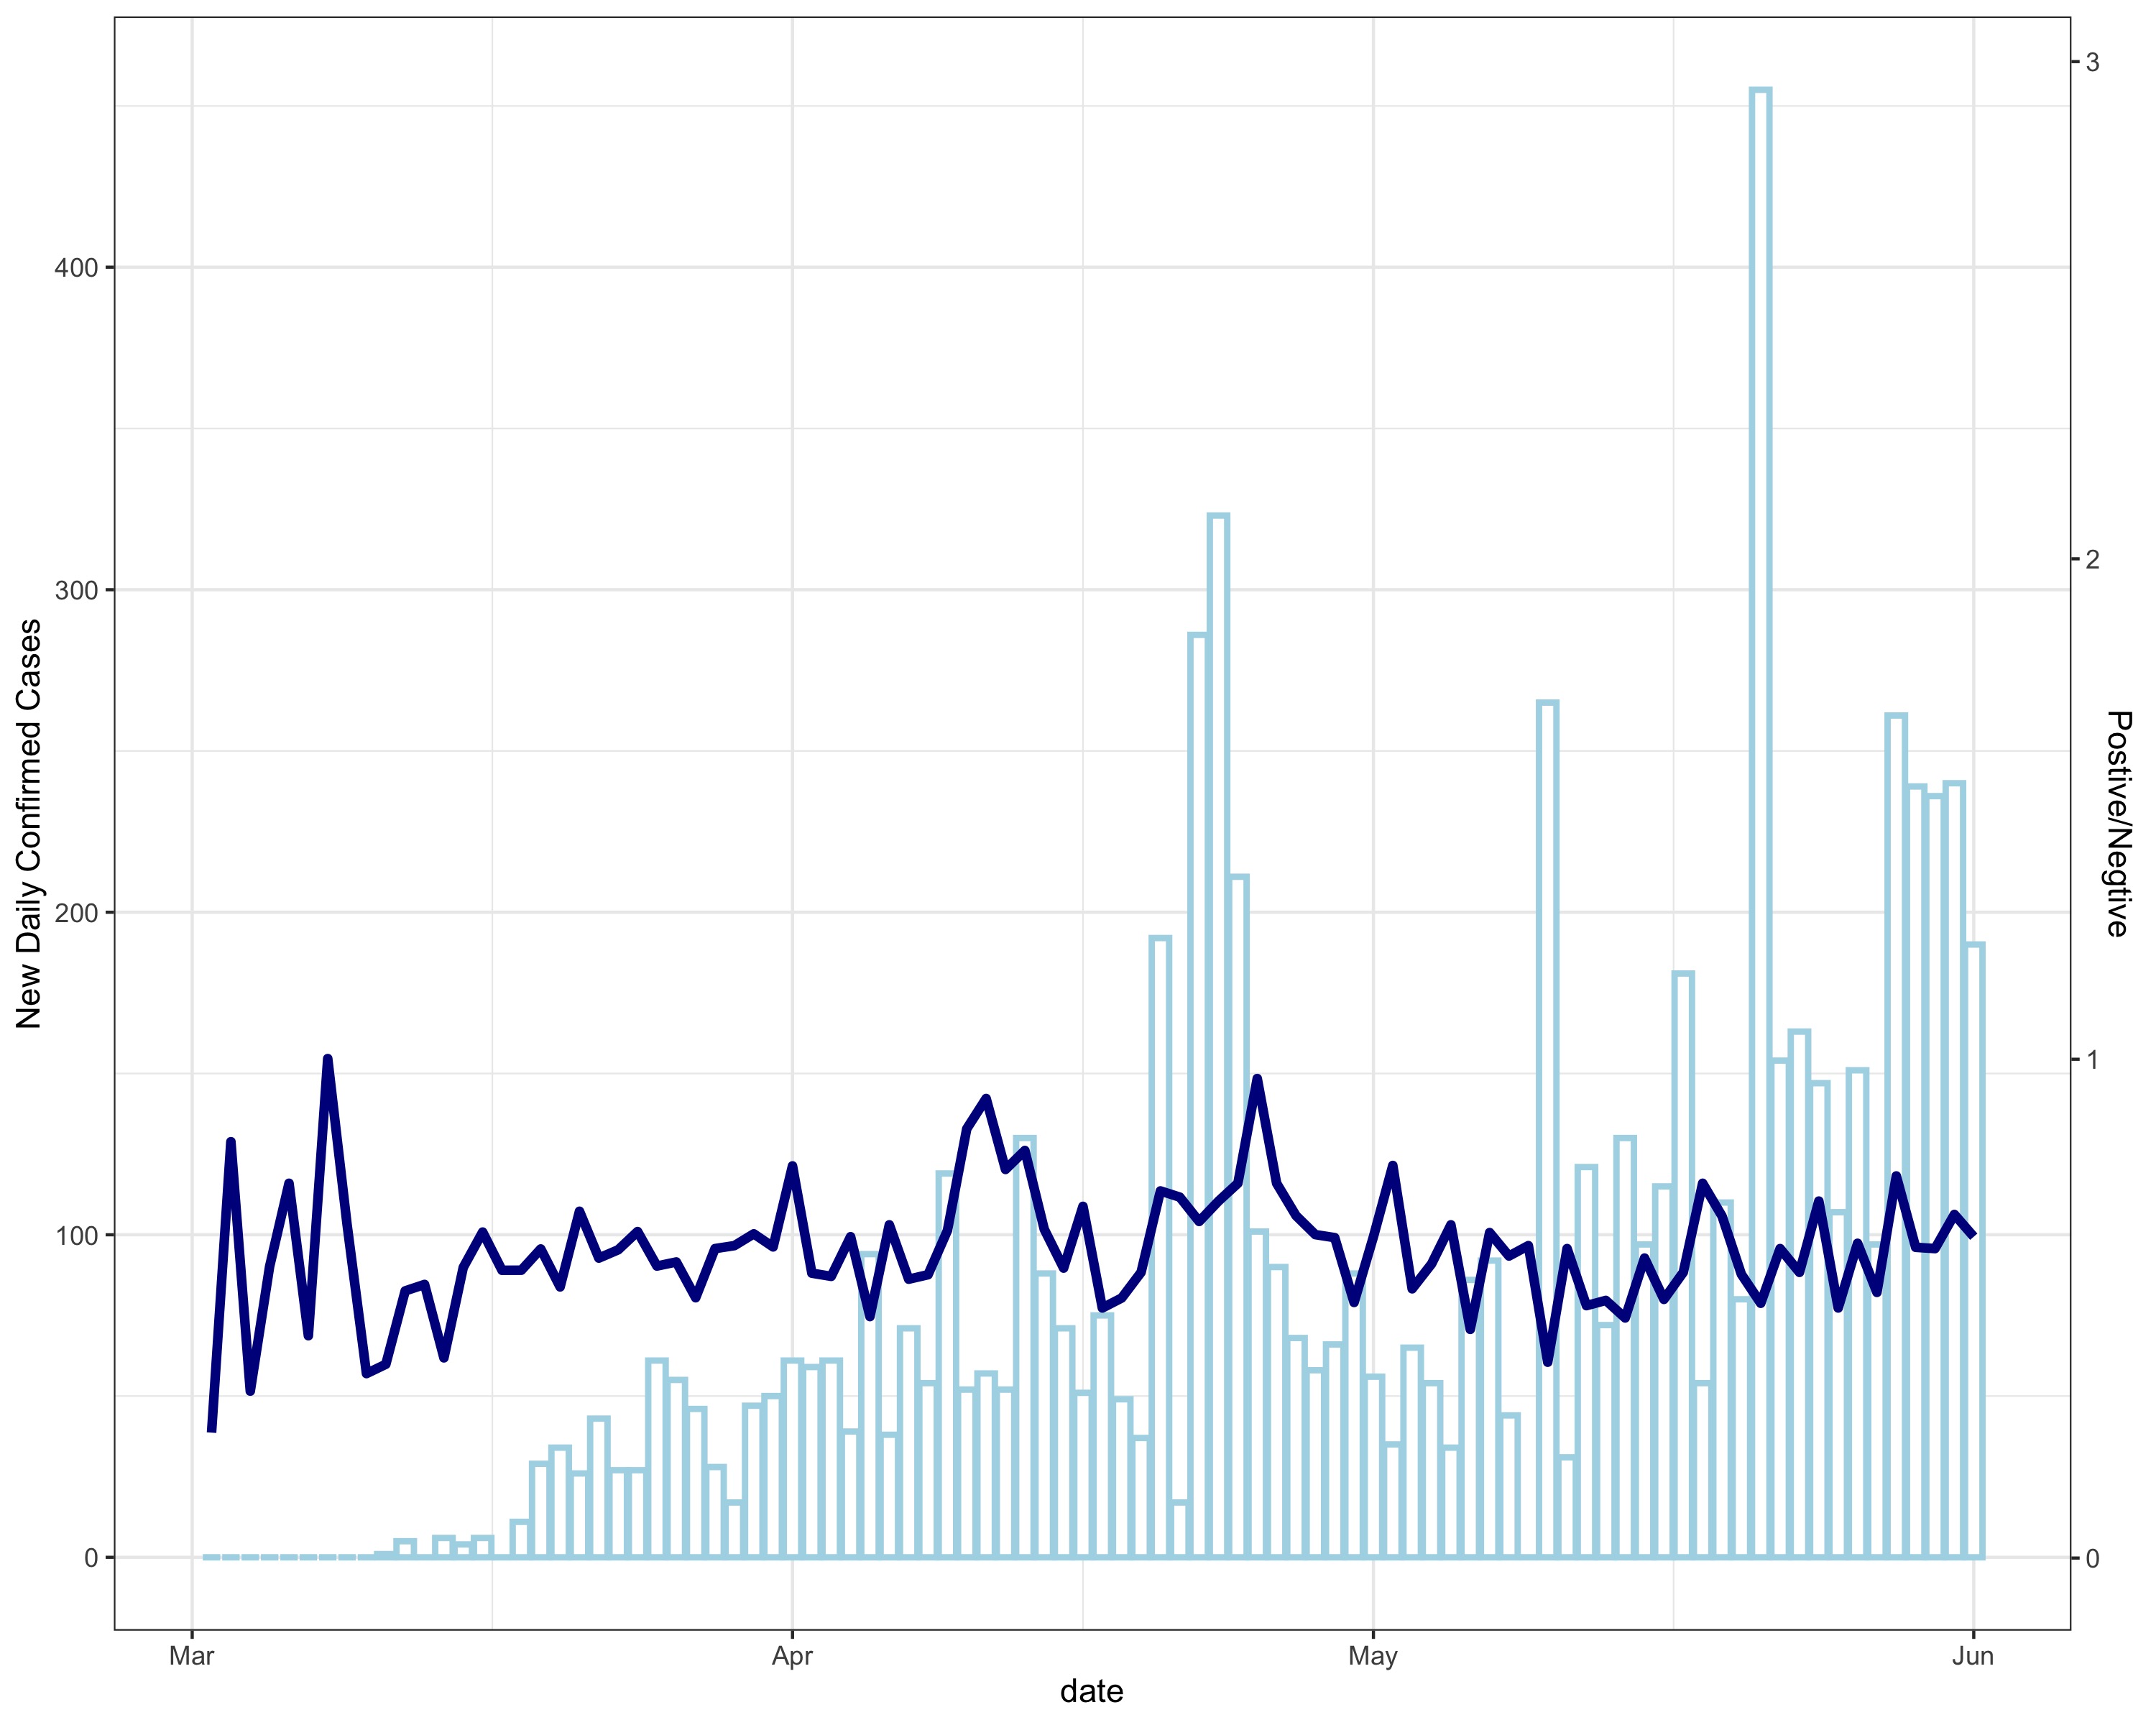 New Daily Confirmed Cases
400
300
200
100
0
3
2
1
0
Postive/Negtive
Mar
Apr
May
Jun
date